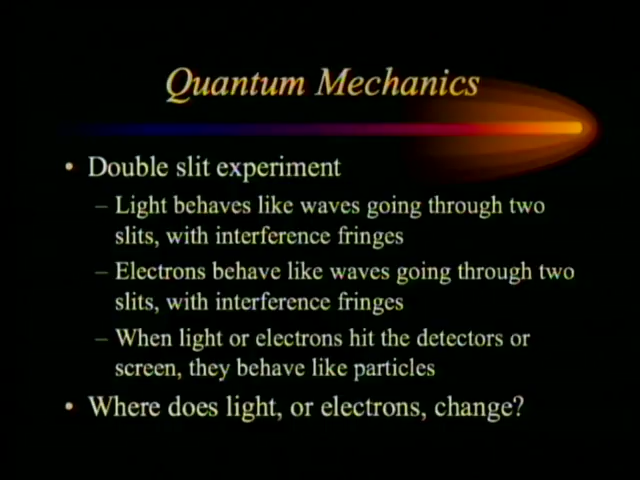 Quantum Mechanics
• Double slit experiment
– Light behaves like waves going through two
slits, with interference fringes
– Electrons behave like waves going through two
slits, with interference fringes
– When light or electrons hit the detectors or
screen, they behave like particles
• Where does light, or electrons, change?